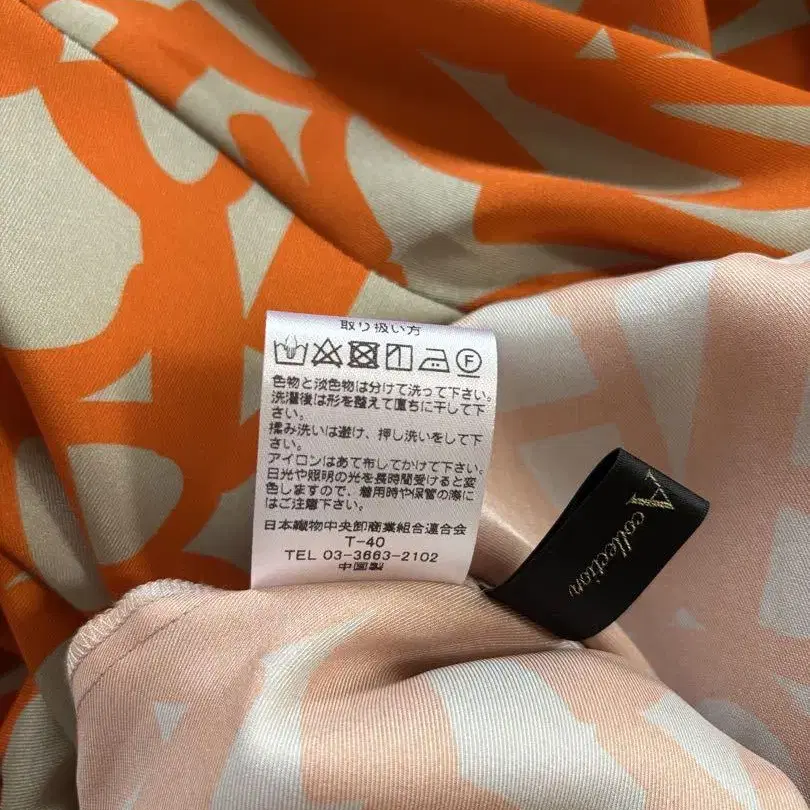 取り扱い方
F
色物と淡色物は分けて洗って下さい。
洗濯後は形を整えて直ちに干して下さい。
揉み洗いは避け、押し洗いをして下さい。
アイロンはあて布してかけて下さい。
日光や照明の光を長時間受けると変色しますので、着用時や保管の際にはご注意下さい。
日本織物中央卸商業組合連合会
T-40
TEL 03-3663-2102
中国製
A collection